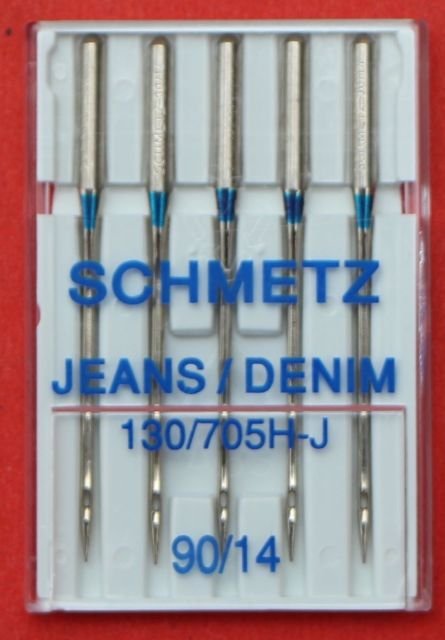 SCHMETZ
JEANS / DENIM
130/705H-J
90/14